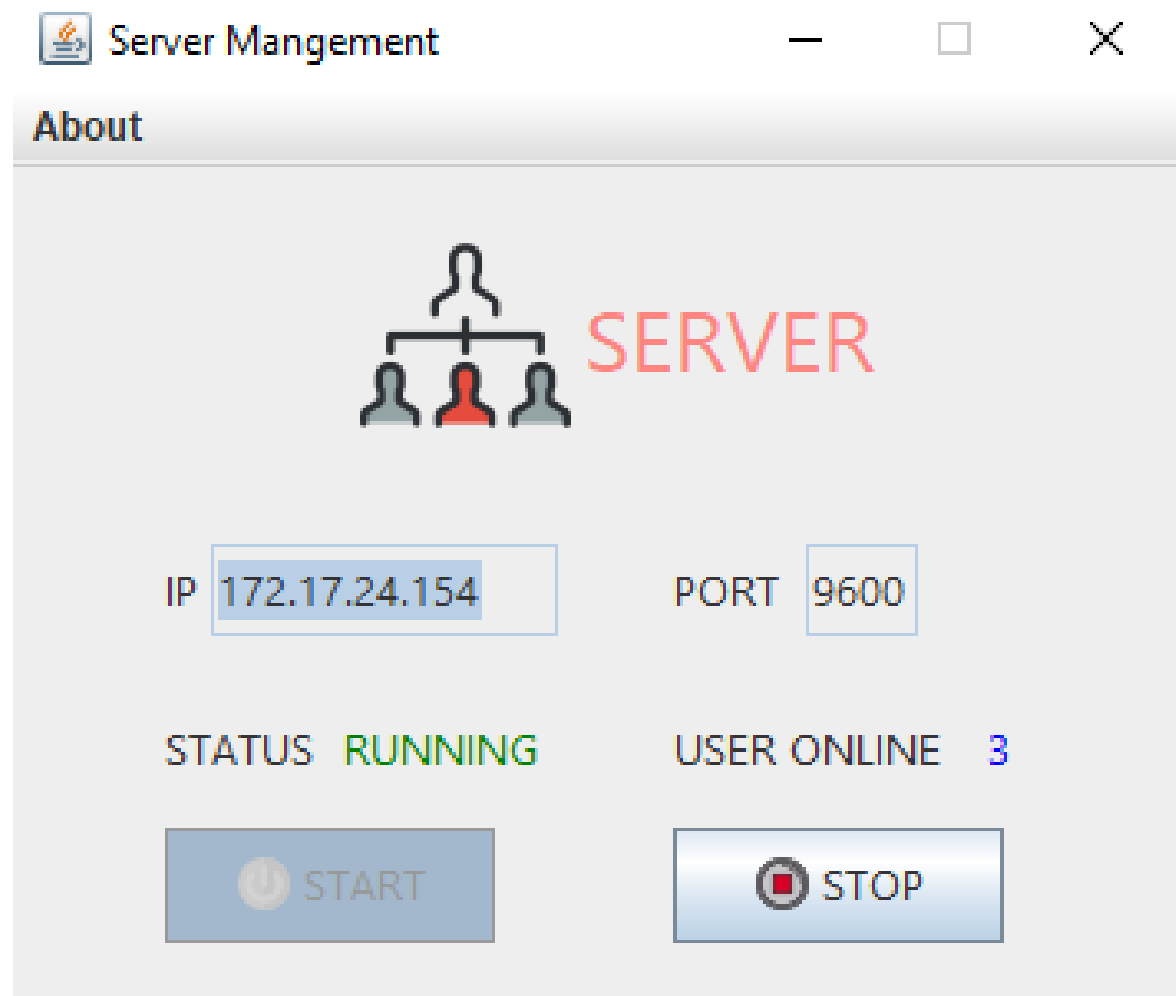 Server Mangement
About
SERVER
IP 172.17.24.154 PORT 9600
STATUS RUNNING USER ONLINE 3
START STOP